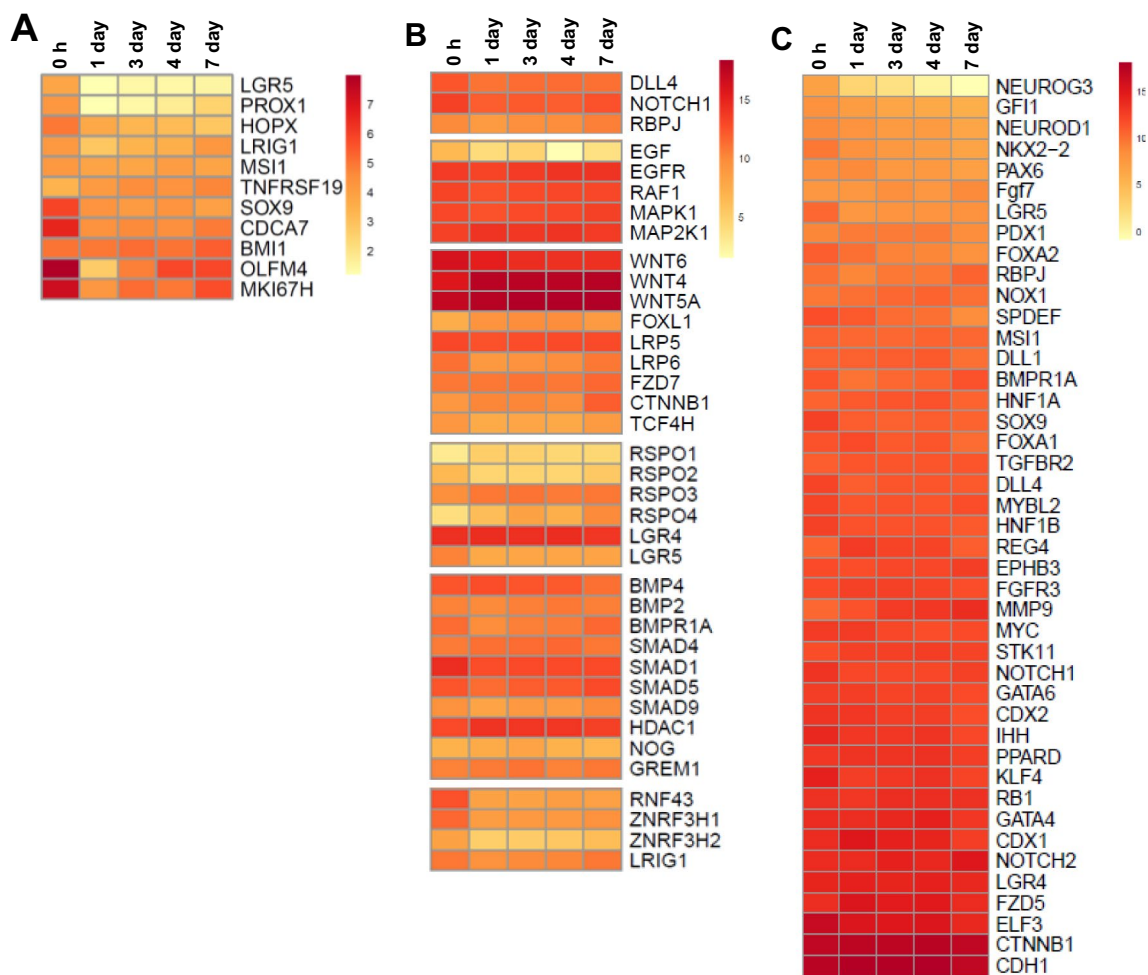 A
0 h 1 day 3 day 4 day 7 day
LGR5
PROX1
HOPX
LRIG1
MSI1
TNFRSF19
SOX9
CDCA7
BMI1
OLFM4
MKI67H
7
6
5
4
3
2
B
0 h 1 day 3 day 4 day 7 day
DLL4
NOTCH1
RBPJ
EGF
EGFR
RAF1
MAPK1
MAP2K1
WNT6
WNT4
WNT5A
FOXL1
LRP5
LRP6
FZD7
CTNNB1
TCF4H
RSPO1
RSPO2
RSPO3
RSPO4
LGR4
LGR5
BMP4
BMP2
BMPR1A
SMAD4
SMAD1
SMAD5
SMAD9
HDAC1
NOG
GREM1
RNF43
ZNRF3H1
ZNRF3H2
LRIG1
15
10
5
C
0 h 1 day 3 day 4 day 7 day
NEUROG3
GFI1
NEUROD1
NKX2-2
PAX6
Fgf7
LGR5
PDX1
FOXA2
RBPJ
NOX1
SPDEF
MSI1
DLL1
BMPR1A
HNF1A
SOX9
FOXA1
TGFBR2
DLL4
MYBL2
HNF1B
REG4
EPHB3
FGFR3
MMP9
MYC
STK11
NOTCH1
GATA6
CDX2
IHH
PPARD
KLF4
RB1
GATA4
CDX1
NOTCH2
LGR4
FZD5
ELF3
CTNNB1
CDH1
15
10
5
0